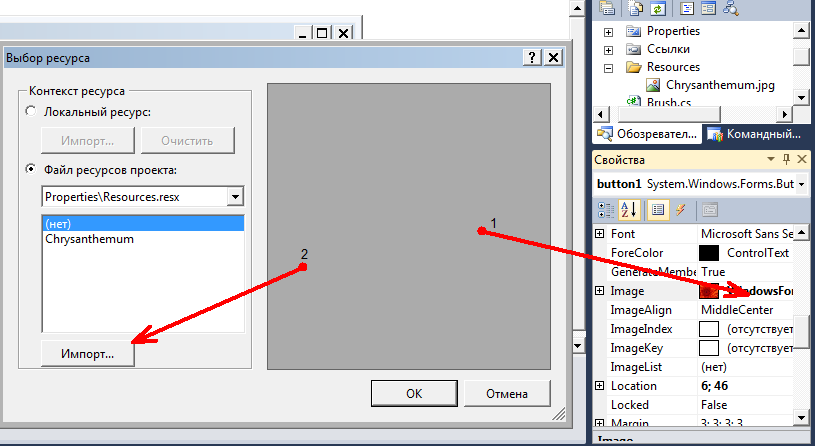 Выбор ресурса
Контекст ресурса
Локальный ресурс:
Импорт...
Очистить
Файл ресурсов проекта:
Properties\Resources.resx
(нет)
Chrysanthemum
Импорт...
1
2
OK
Отмена
Properties
Ссылки
Resources
Chrysanthemum.jpg
Brush.cs
Обозревател...
Командный...
Свойства
button1 System.Windows.Forms.But
Font Microsoft Sans Se
ForeColor ControlText
GenerateMembe True
Image WindowsFor
ImageAlign MiddleCenter
ImageIndex (отсутствует
ImageKey (отсутствует
ImageList (нет)
Location 6; 46
Locked False
Margin 3; 3; 3; 3
Image